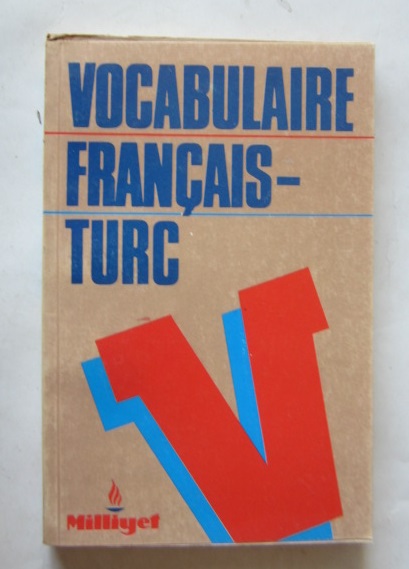 VOCABULAIRE
FRANÇAIS-
TURC
V
Milliyet